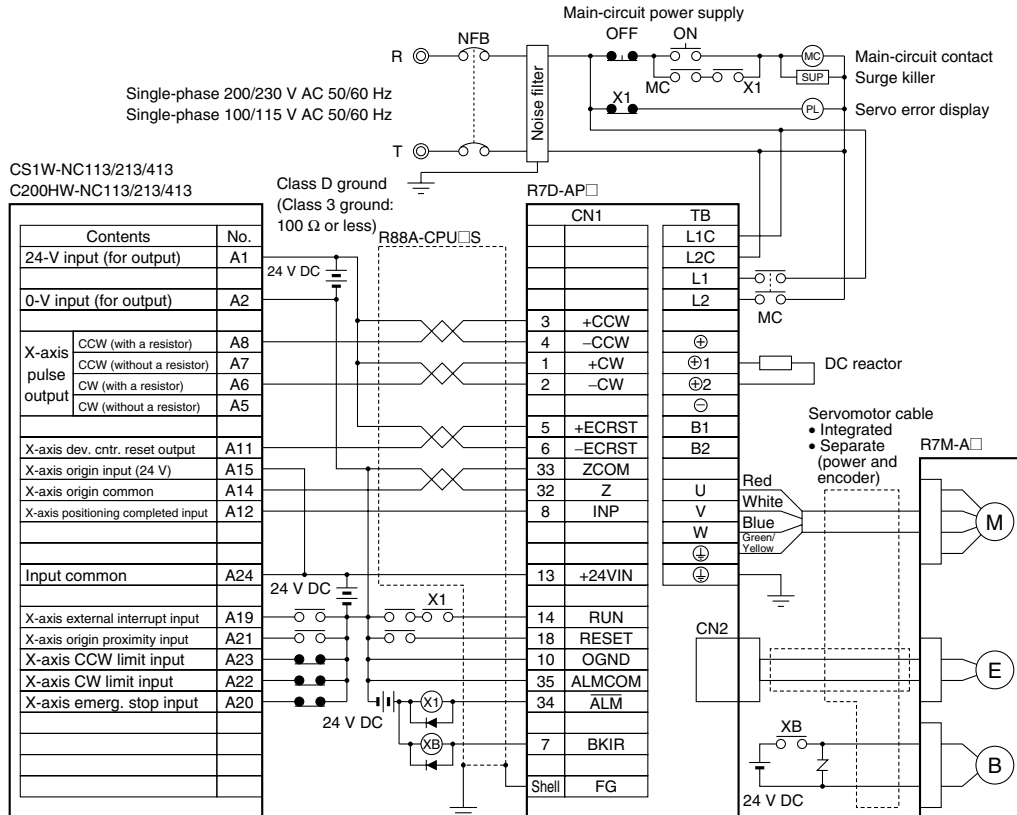 Main-circuit power supply
OFF ON
NFB
R
MC
Main-circuit contact
SUP
Surge killer
MC X1
X1
PL
Servo error display
Noise filter
Single-phase 200/230 V AC 50/60 Hz
Single-phase 100/115 V AC 50/60 Hz
T
CS1W-NC113/213/413
C200HW-NC113/213/413
Class D ground
(Class 3 ground:
100 Ω or less)
R88A-CPU□S
R7D-AP□
Contents No.
24-V input (for output) A1
0-V input (for output) A2
X-axis pulse output
CCW (with a resistor) A8
CCW (without a resistor) A7
CW (with a resistor) A6
CW (without a resistor) A5
X-axis dev. cntr. reset output A11
X-axis origin input (24 V) A15
X-axis origin common A14
X-axis positioning completed input A12
Input common A24
X-axis external interrupt input A19
X-axis origin proximity input A21
X-axis CCW limit input A23
X-axis CW limit input A22
X-axis emerg. stop input A20
24 V DC
24 V DC
X1
24 V DC
X1
XB
CN1
3 +CCW
4 −CCW
1 +CW
2 −CW
5 +ECRST
6 −ECRST
33 ZCOM
32 Z
8 INP
13 +24VIN
14 RUN
18 RESET
10 OGND
35 ALMCOM
34 ALM
7 BKIR
Shell FG
TB
L1C
L2C
L1
L2
MC
⊕
⊕1
⊕2
⊖
B1
B2
U
V
W
DC reactor
Servomotor cable
• Integrated
• Separate
(power and
encoder)
R7M-A□
Red
White
Blue
Green/
Yellow
M
CN2
E
XB
24 V DC
B